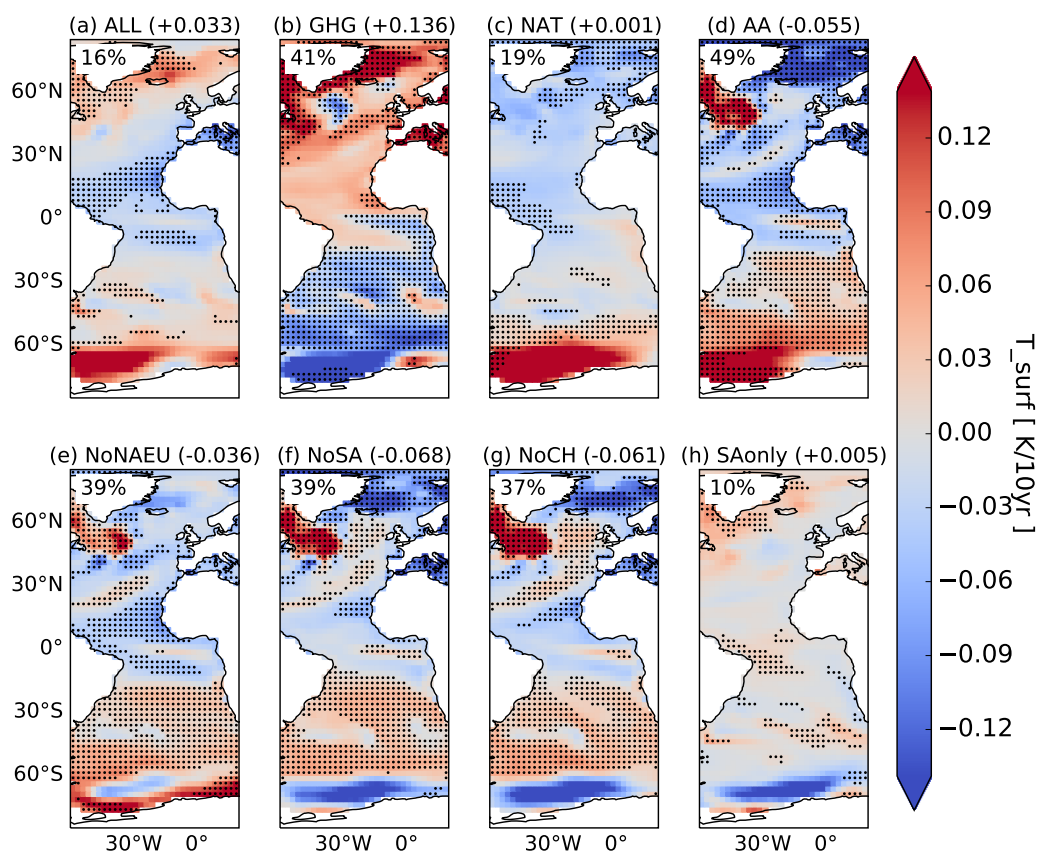 (a) ALL (+0.033) (b) GHG (+0.136) (c) NAT (+0.001) (d) AA (-0.055)
16% 41% 19% 49%
60°N
30°N
0°
30°S
60°S
(e) NoNAEU (-0.036) (f) NoSA (-0.068) (g) NoCH (-0.061) (h) SAonly (+0.005)
39% 39% 37% 10%
60°N
30°N
0°
30°S
60°S
30°W 0° 30°W 0° 30°W 0° 30°W 0°
0.12
0.09
0.06
0.03
0.00
−0.03
−0.06
−0.09
−0.12
T_surf [ K/10yr ]